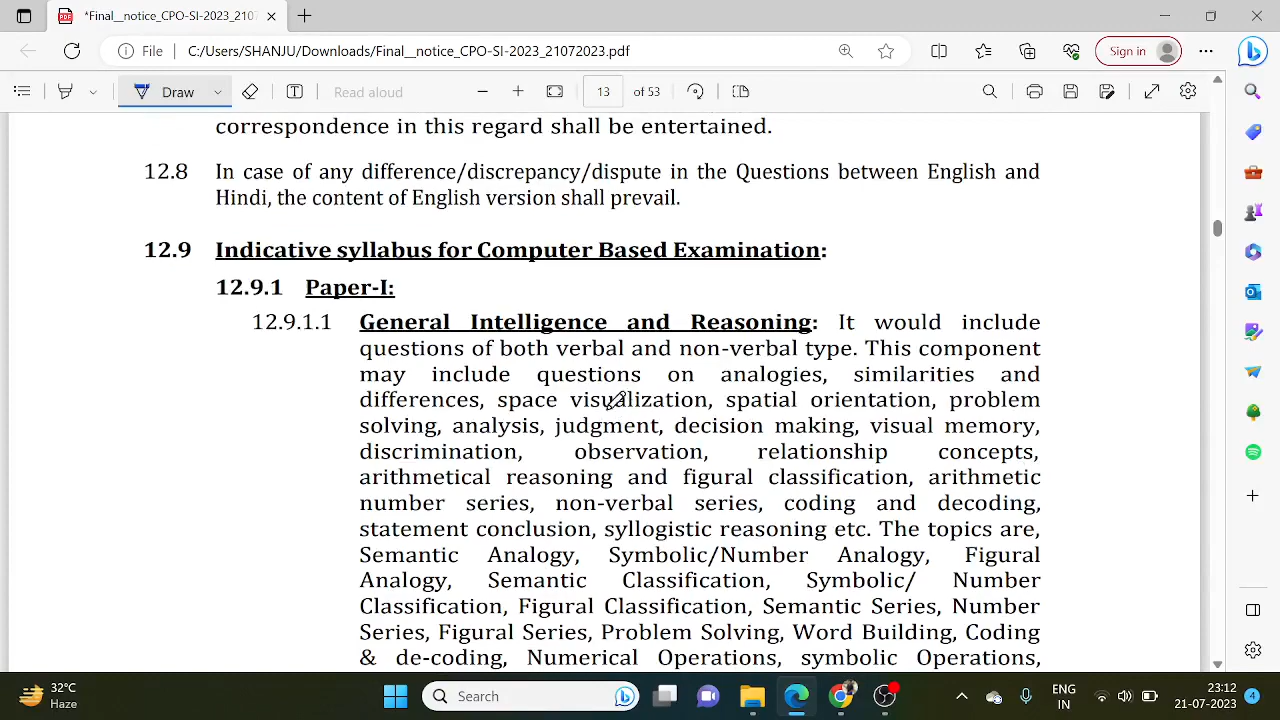 *Final__notice_CPO-SI-2023_2107
File
C:/Users/SHANJU/Downloads/Final__notice_CPO-SI-2023_21072023.pdf
Sign in
Draw
Read aloud
13 of 53
correspondence in this regard shall be entertained.
12.8 In case of any difference/discrepancy/dispute in the Questions between English and
Hindi, the content of English version shall prevail.
12.9 Indicative syllabus for Computer Based Examination:
12.9.1 Paper-I:
12.9.1.1 General Intelligence and Reasoning: It would include
questions of both verbal and non-verbal type. This component
may include questions on analogies, similarities and
differences, space visualization, spatial orientation, problem
solving, analysis, judgment, decision making, visual memory,
discrimination, observation, relationship concepts,
arithmetical reasoning and figural classification, arithmetic
number series, non-verbal series, coding and decoding,
statement conclusion, syllogistic reasoning etc. The topics are,
Semantic Analogy, Symbolic/Number Analogy, Figural
Analogy, Semantic Classification, Symbolic/ Number
Classification, Figural Classification, Semantic Series, Number
Series, Figural Series, Problem Solving, Word Building, Coding
& de-coding, Numerical Operations, symbolic Operations,
32°C
Haze
Search
ENG
IN
23:12
21-07-2023
4